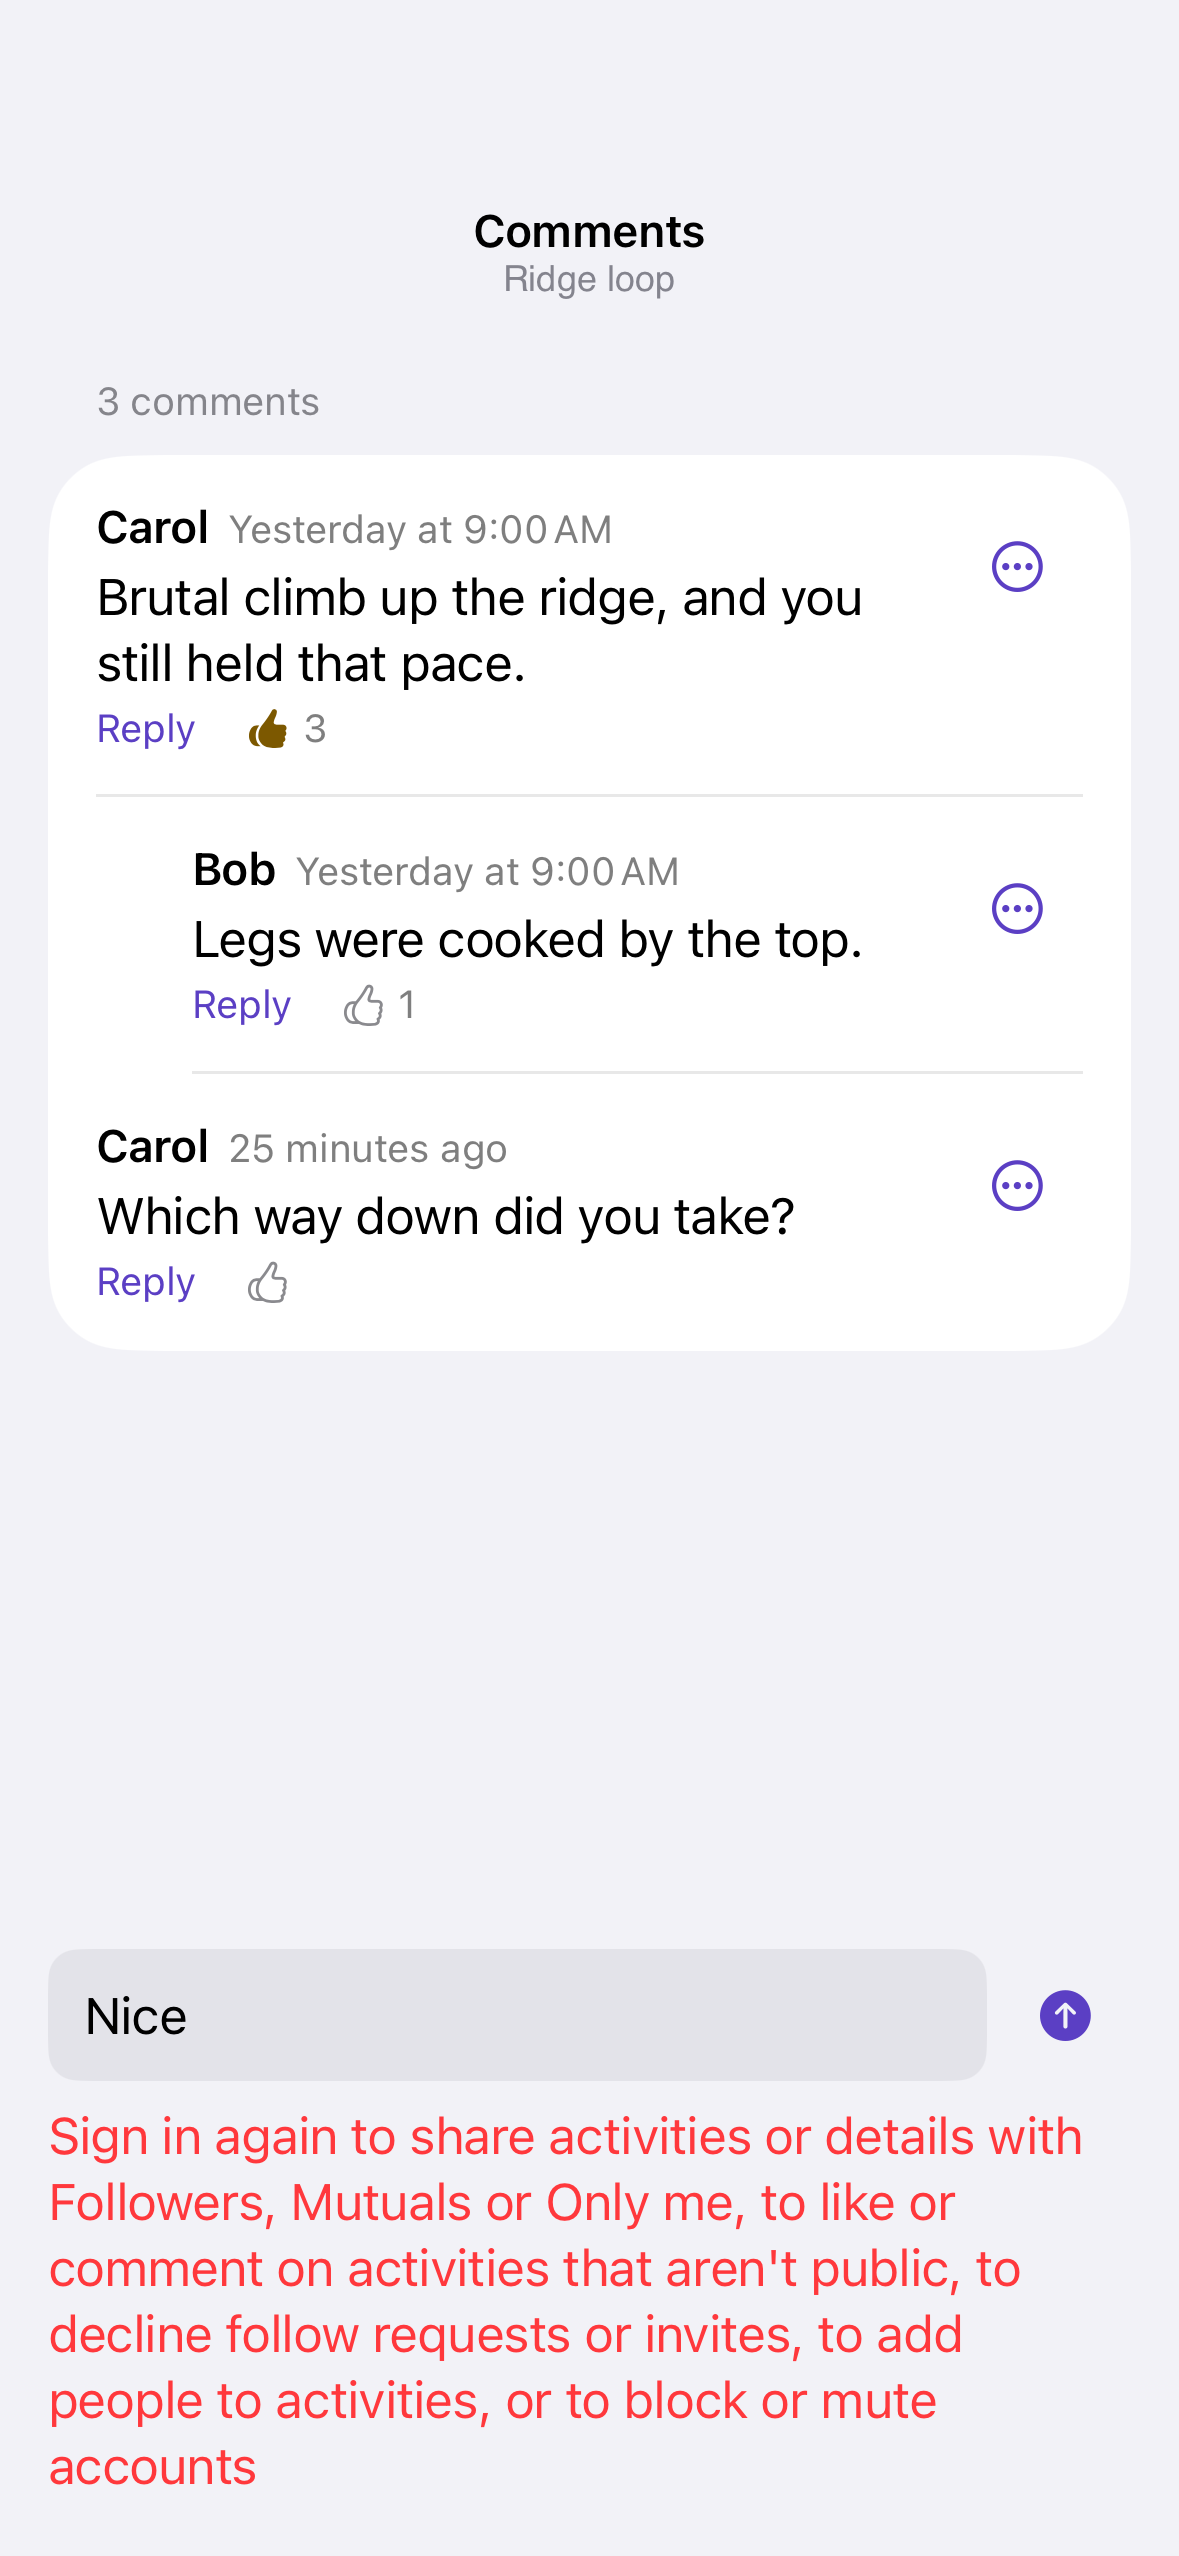 Comments
Ridge loop
3 comments
Carol Yesterday at 9:00 AM
Brutal climb up the ridge, and you
still held that pace.
Reply 3
Bob Yesterday at 9:00 AM
Legs were cooked by the top.
Reply 1
Carol 25 minutes ago
Which way down did you take?
Reply
Nice
Sign in again to share activities or details with
Followers, Mutuals or Only me, to like or
comment on activities that aren't public, to
decline follow requests or invites, to add
people to activities, or to block or mute
accounts